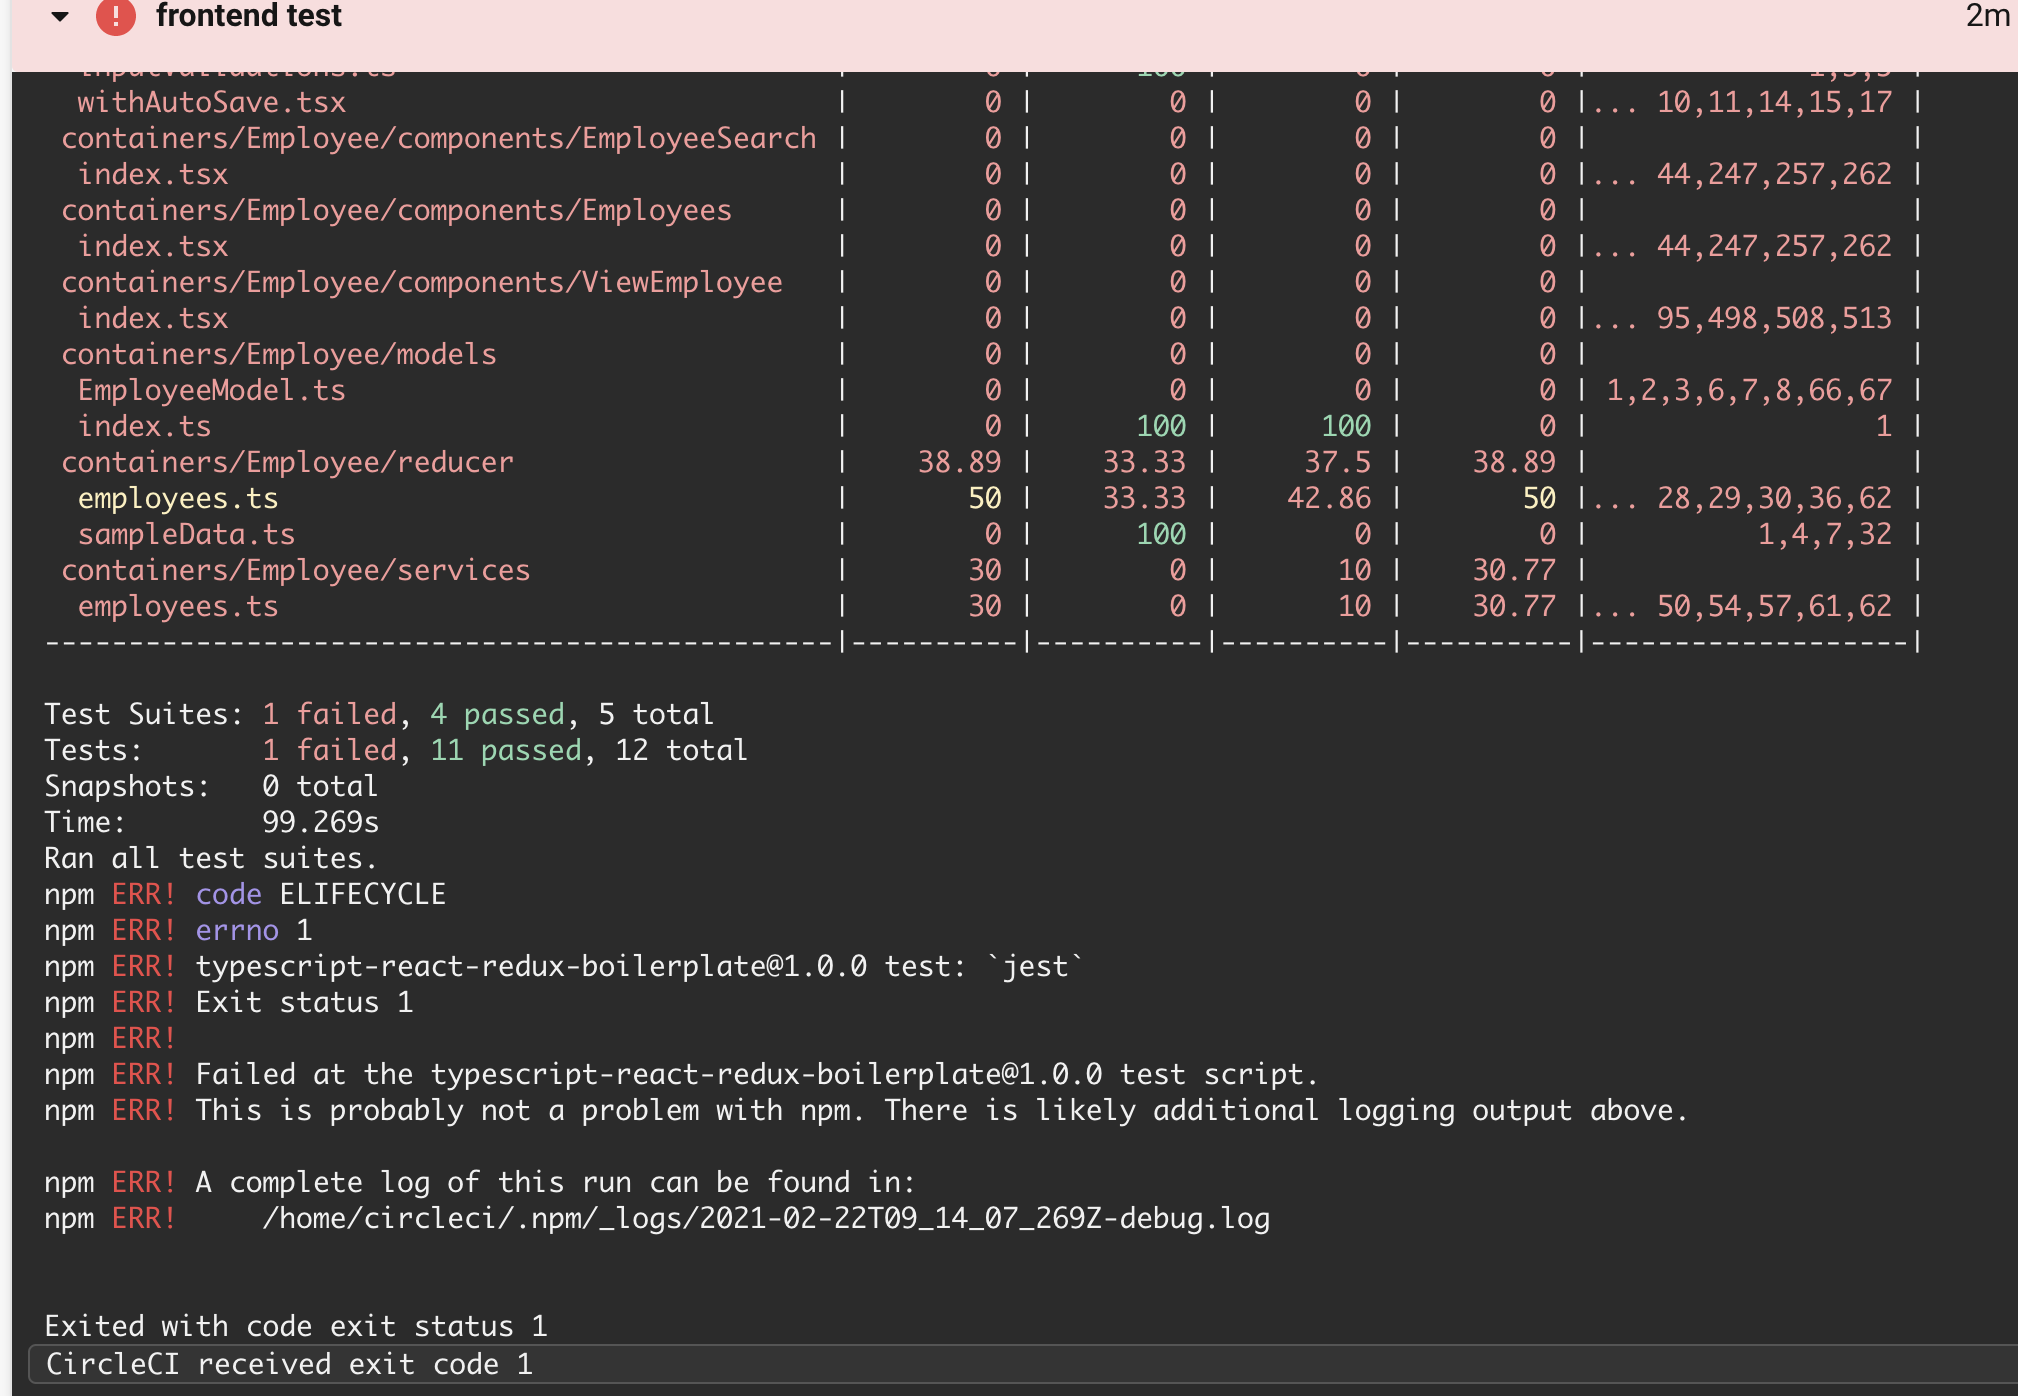 frontend test 2m
withAutoSave.tsx | 0 | 0 | 0 | 0 |... 10,11,14,15,17 |
containers/Employee/components/EmployeeSearch | 0 | 0 | 0 | 0 | |
index.tsx | 0 | 0 | 0 | 0 |... 44,247,257,262 |
containers/Employee/components/Employees | 0 | 0 | 0 | 0 | |
index.tsx | 0 | 0 | 0 | 0 |... 44,247,257,262 |
containers/Employee/components/ViewEmployee | 0 | 0 | 0 | 0 | |
index.tsx | 0 | 0 | 0 | 0 |... 95,498,508,513 |
containers/Employee/models | 0 | 0 | 0 | 0 | |
EmployeeModel.ts | 0 | 0 | 0 | 0 | 1,2,3,6,7,8,66,67 |
index.ts | 0 | 100 | 100 | 0 | 1 |
containers/Employee/reducer | 38.89 | 33.33 | 37.5 | 38.89 | |
employees.ts | 50 | 33.33 | 42.86 | 50 |... 28,29,30,36,62 |
sampleData.ts | 0 | 100 | 0 | 0 | 1,4,7,32 |
containers/Employee/services | 30 | 0 | 10 | 30.77 | |
employees.ts | 30 | 0 | 10 | 30.77 |... 50,54,57,61,62 |
-----------------------------------------------|----------|----------|----------|----------|-------------------|
Test Suites: 1 failed, 4 passed, 5 total
Tests: 1 failed, 11 passed, 12 total
Snapshots: 0 total
Time: 99.269s
Ran all test suites.
npm ERR! code ELIFECYCLE
npm ERR! errno 1
npm ERR! typescript-react-redux-boilerplate@1.0.0 test: `jest`
npm ERR! Exit status 1
npm ERR!
npm ERR! Failed at the typescript-react-redux-boilerplate@1.0.0 test script.
npm ERR! This is probably not a problem with npm. There is likely additional logging output above.
npm ERR! A complete log of this run can be found in:
npm ERR! /home/circleci/.npm/_logs/2021-02-22T09_14_07_269Z-debug.log
Exited with code exit status 1
CircleCI received exit code 1